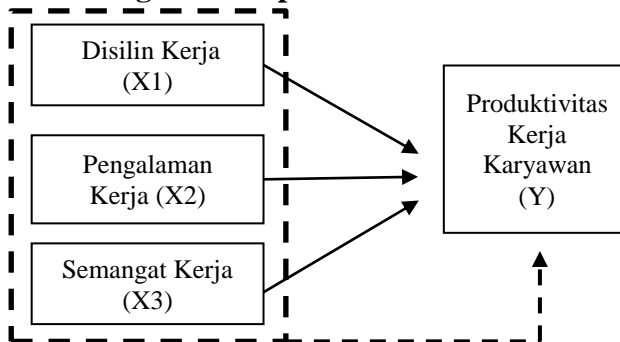 Disilin Kerja
(X1)
Pengalaman
Kerja (X2)
Semangat Kerja
(X3)
Produktivitas
Kerja
Karyawan
(Y)